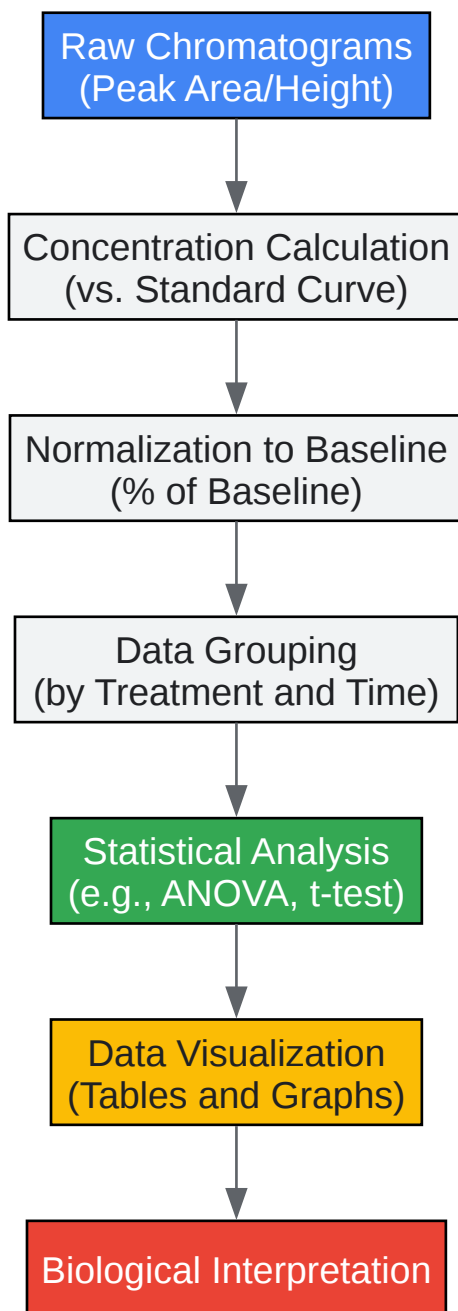 Raw Chromatograms
(Peak Area/Height)
Concentration Calculation
(vs. Standard Curve)
Normalization to Baseline
(% of Baseline)
Data Grouping
(by Treatment and Time)
Statistical Analysis
(e.g., ANOVA, t-test)
Data Visualization
(Tables and Graphs)
Biological Interpretation